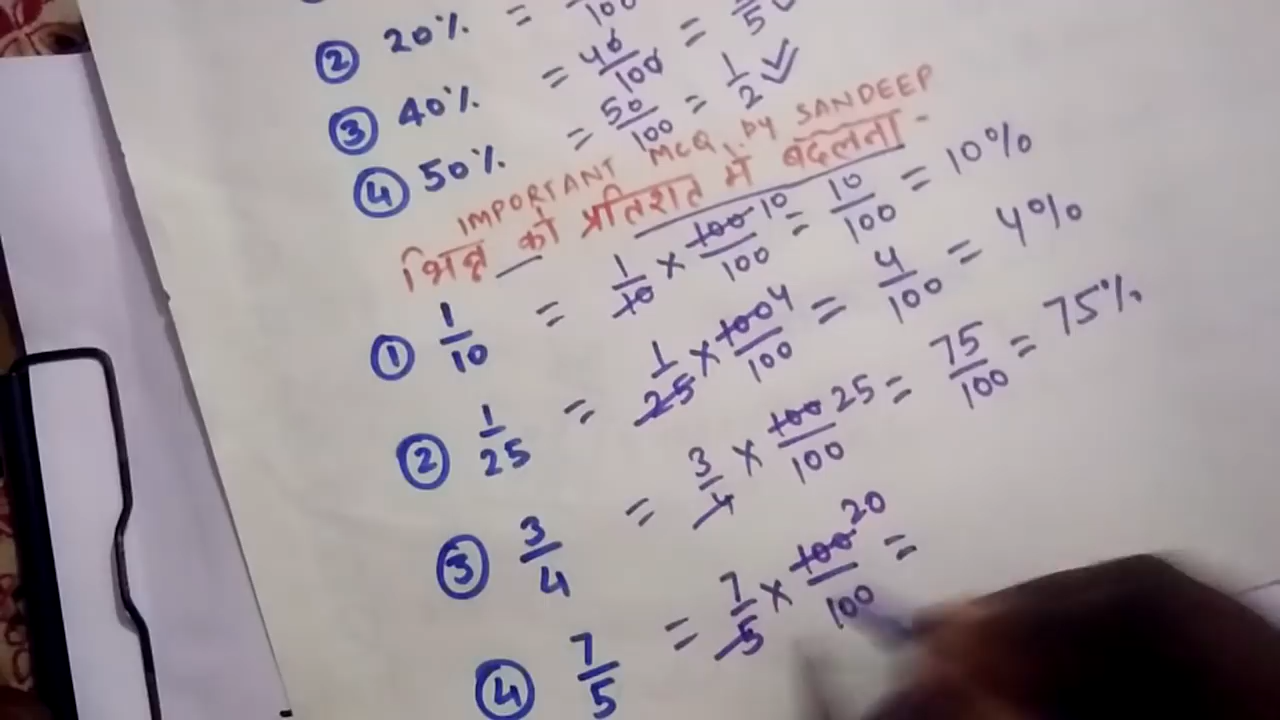 ② 20% = /100 = /5
③ 40% = 40/100 =
④ 50% = 50/100 = 1/2
IMPORTANT MCQ BY SANDEEP
भिन्न को प्रतिशत में बदलना -
① 1/10 = 1/10 × 100/100 10 = 10/100 = 10%
② 1/25 = 1/25 × 100/100 4 = 4/100 = 4%
③ 3/4 = 3/4 × 100/100 25 = 75/100 = 75%
④ 7/5 = 7/5 × 100/100 20 =